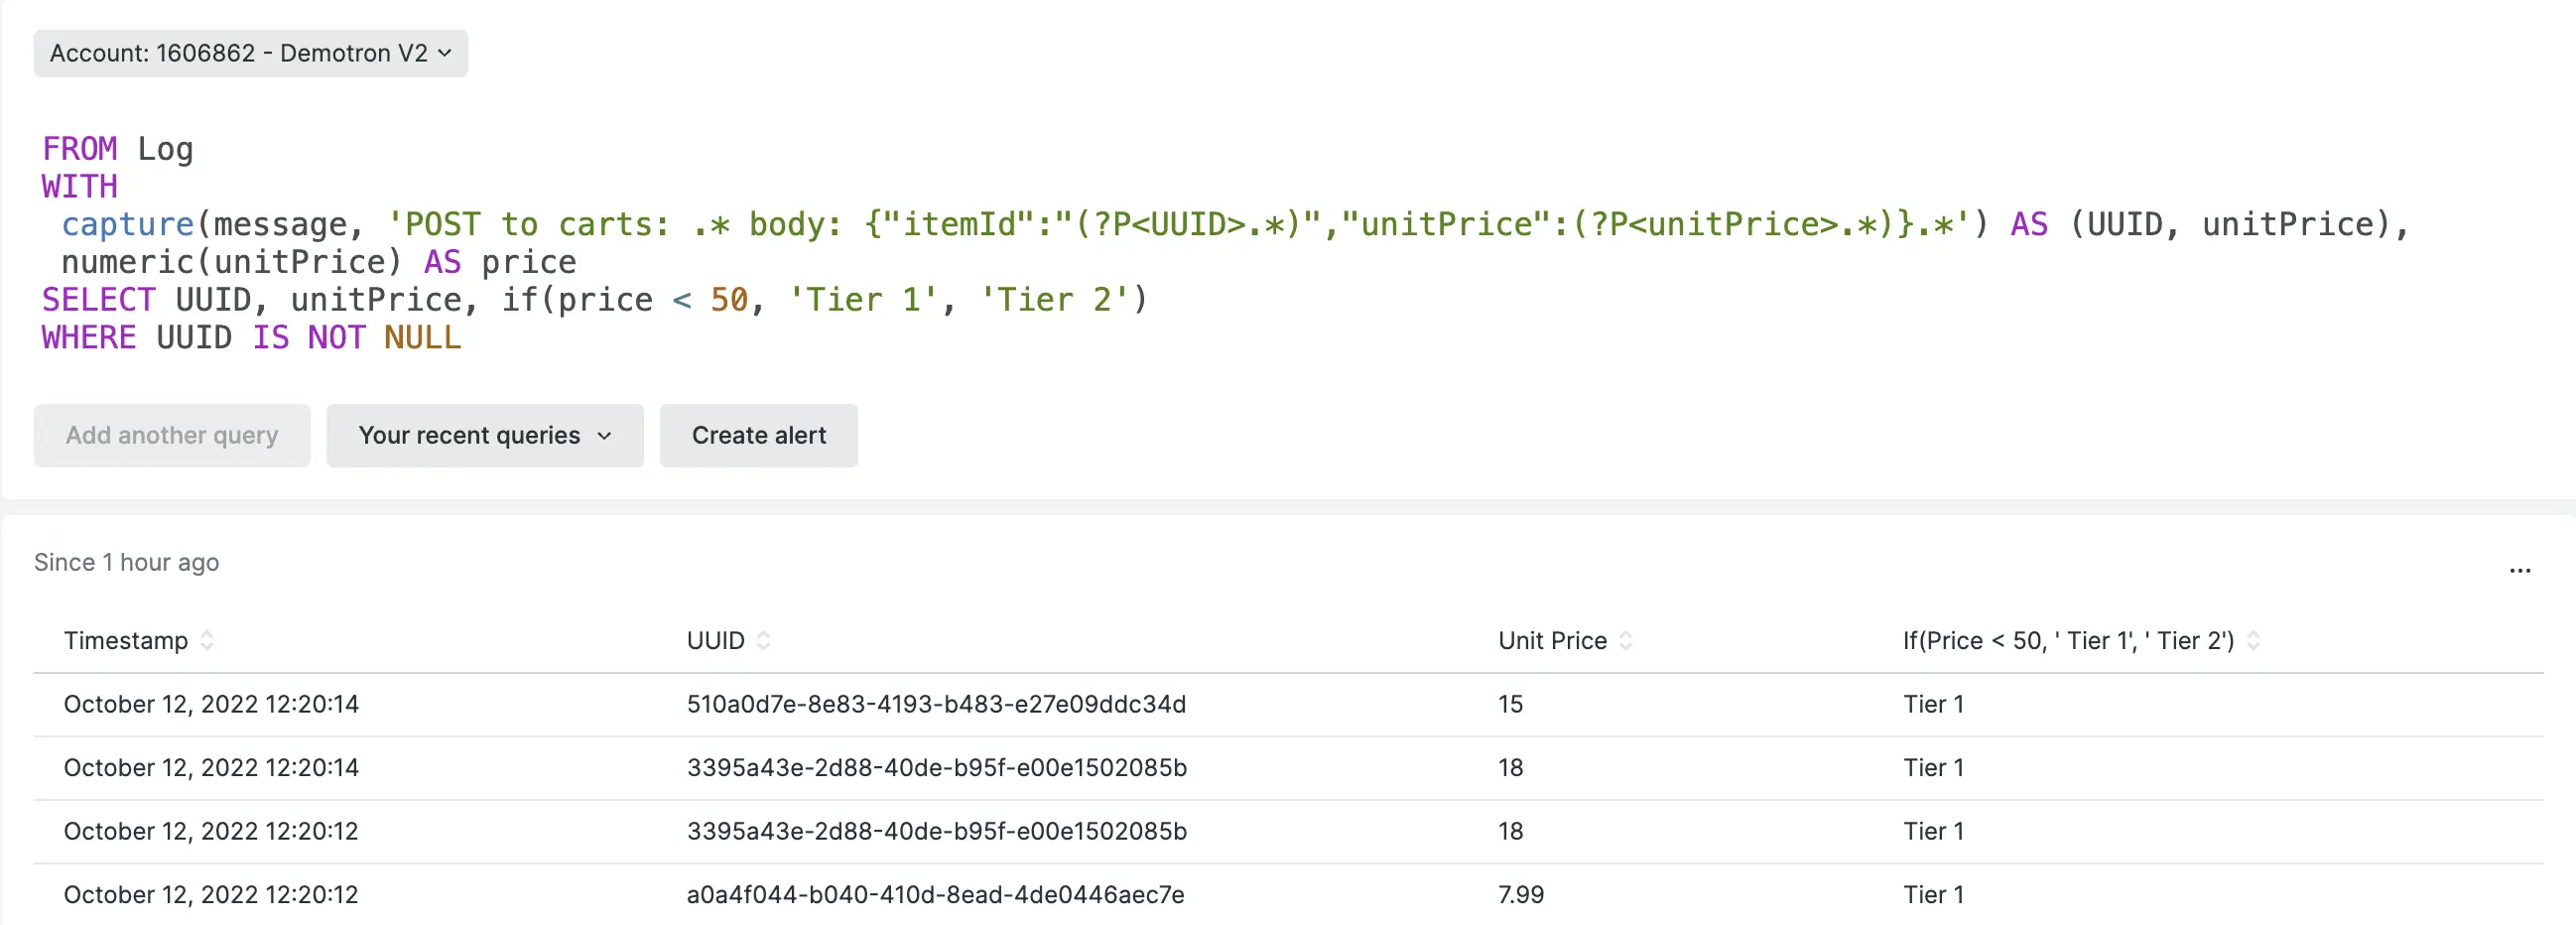 Account: 1606862 - Demotron V2
FROM Log
WITH
capture(message, 'POST to carts: .* body: {"itemId":"(?P<UUID>.*)","unitPrice":(?P<unitPrice>.*)}.*') AS (UUID, unitPrice),
numeric(unitPrice) AS price
SELECT UUID, unitPrice, if(price < 50, 'Tier 1', 'Tier 2')
WHERE UUID IS NOT NULL
Add another query Your recent queries Create alert
Since 1 hour ago ...
Timestamp UUID Unit Price If(Price < 50, ' Tier 1', ' Tier 2')
October 12, 2022 12:20:14 510a0d7e-8e83-4193-b483-e27e09ddc34d 15 Tier 1
October 12, 2022 12:20:14 3395a43e-2d88-40de-b95f-e00e1502085b 18 Tier 1
October 12, 2022 12:20:12 3395a43e-2d88-40de-b95f-e00e1502085b 18 Tier 1
October 12, 2022 12:20:12 a0a4f044-b040-410d-8ead-4de0446aec7e 7.99 Tier 1